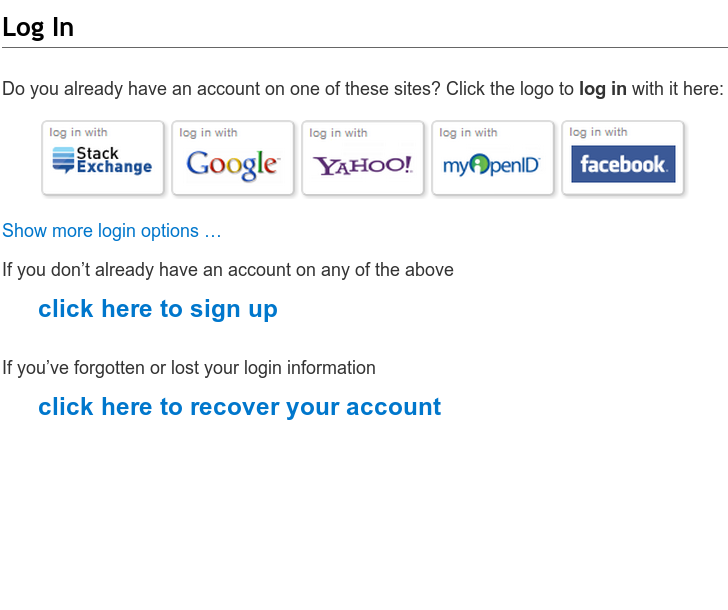 Log In
Do you already have an account on one of these sites? Click the logo to log in with it here:
log in with log in with log in with log in with log in with
Stack Exchange Google YAHOO! myOpenID facebook.
Show more login options …
If you don’t already have an account on any of the above
click here to sign up
If you’ve forgotten or lost your login information
click here to recover your account